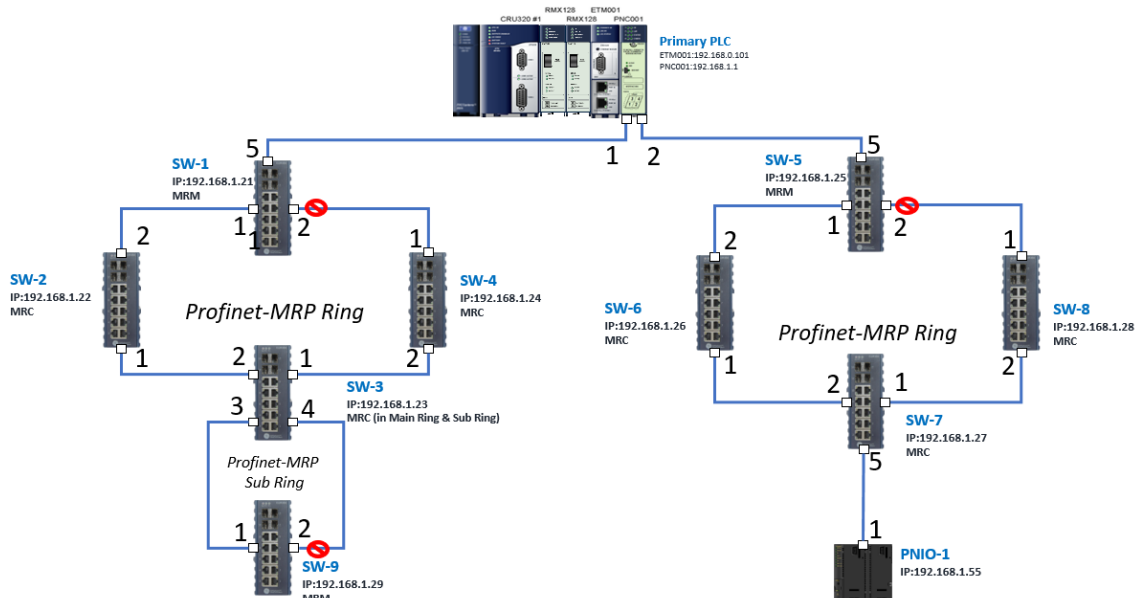 RMX128 ETM001
CRU320 #1 RMX128 PNC001
Primary PLC
ETM001:192.168.0.101
PNC001:192.168.1.1
1 2
5
SW-1
IP:192.168.1.21
MRM
1 2
1
5
SW-5
IP:192.168.1.25
MRM
1 2
2
SW-2
IP:192.168.1.22
MRC
1
Profinet-MRP Ring
1
SW-4
IP:192.168.1.24
MRC
2
2 1
SW-3
IP:192.168.1.23
MRC (in Main Ring & Sub Ring)
3 4
Profinet-MRP
Sub Ring
1 2
SW-9
IP:192.168.1.29
MRM
2
SW-6
IP:192.168.1.26
MRC
1
Profinet-MRP Ring
1
SW-8
IP:192.168.1.28
MRC
2
2 1
SW-7
IP:192.168.1.27
MRC
5
1
PNIO-1
IP:192.168.1.55